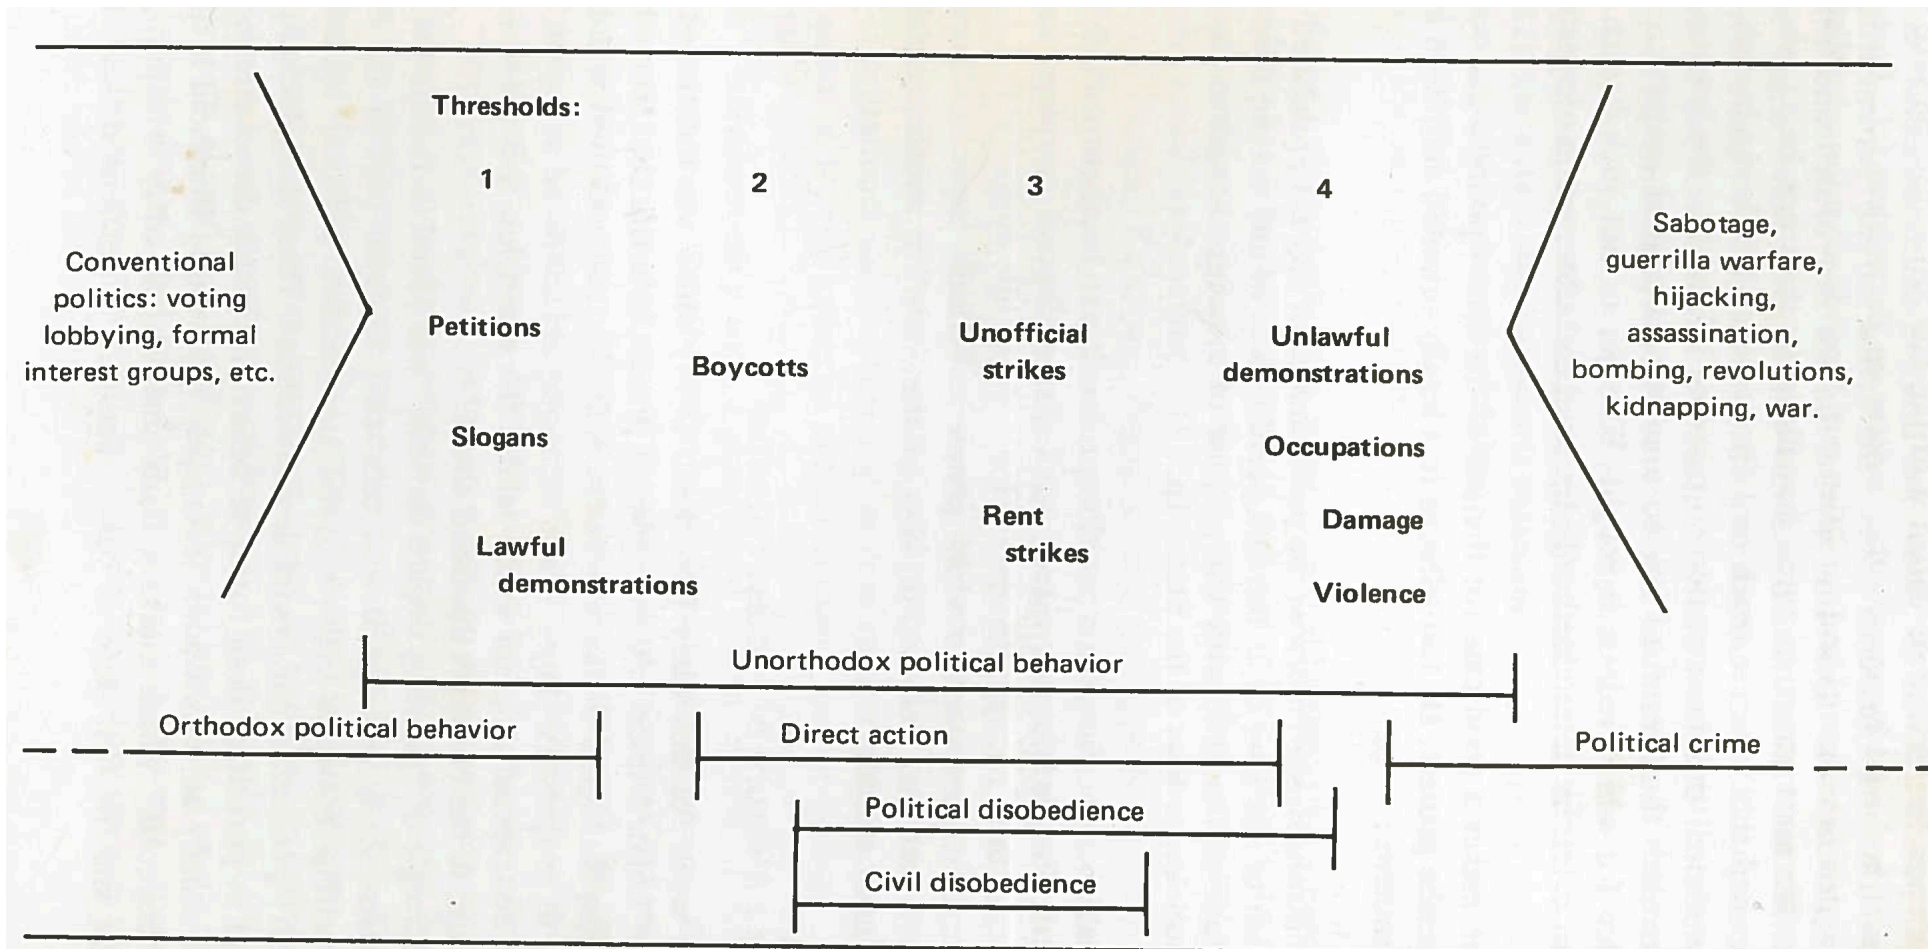 Thresholds:
1
2
3
4
Conventional
politics: voting
lobbying, formal
interest groups, etc.
Petitions
Slogans
Lawful
demonstrations
Boycotts
Unofficial
strikes
Rent
strikes
Unlawful
demonstrations
Occupations
Damage
Violence
Sabotage,
guerrilla warfare,
hijacking,
assassination,
bombing, revolutions,
kidnapping, war.
Unorthodox political behavior
Orthodox political behavior
Direct action
Political crime
Political disobedience
Civil disobedience